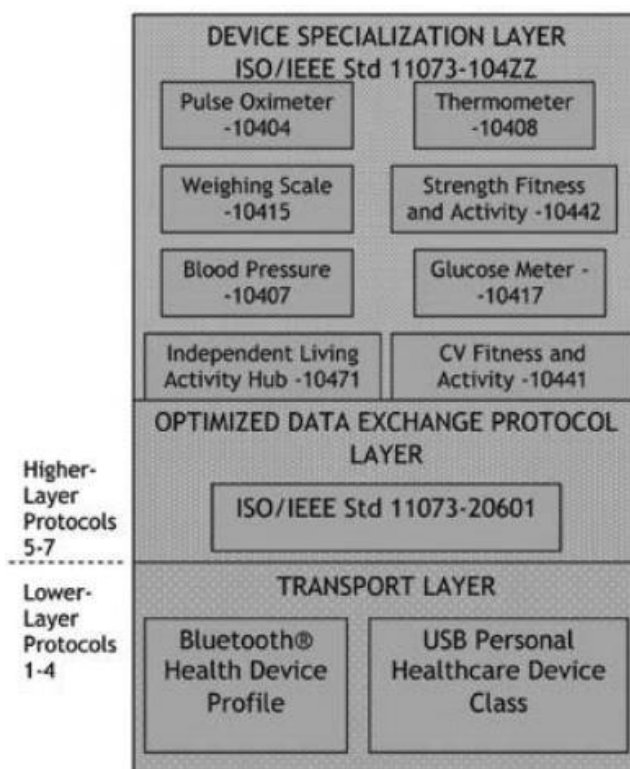 DEVICE SPECIALIZATION LAYER
ISO/IEEE Std 11073-104ZZ
Pulse Oximeter
-10404
Thermometer
-10408
Weighing Scale
-10415
Strength Fitness
and Activity -10442
Blood Pressure
-10407
Glucose Meter -
-10417
Independent Living
Activity Hub -10471
CV Fitness and
Activity -10441
OPTIMIZED DATA EXCHANGE PROTOCOL
LAYER
ISO/IEEE Std 11073-20601
Higher-
Layer
Protocols
5-7
Lower-
Layer
Protocols
1-4
TRANSPORT LAYER
Bluetooth®
Health Device
Profile
USB Personal
Healthcare Device
Class